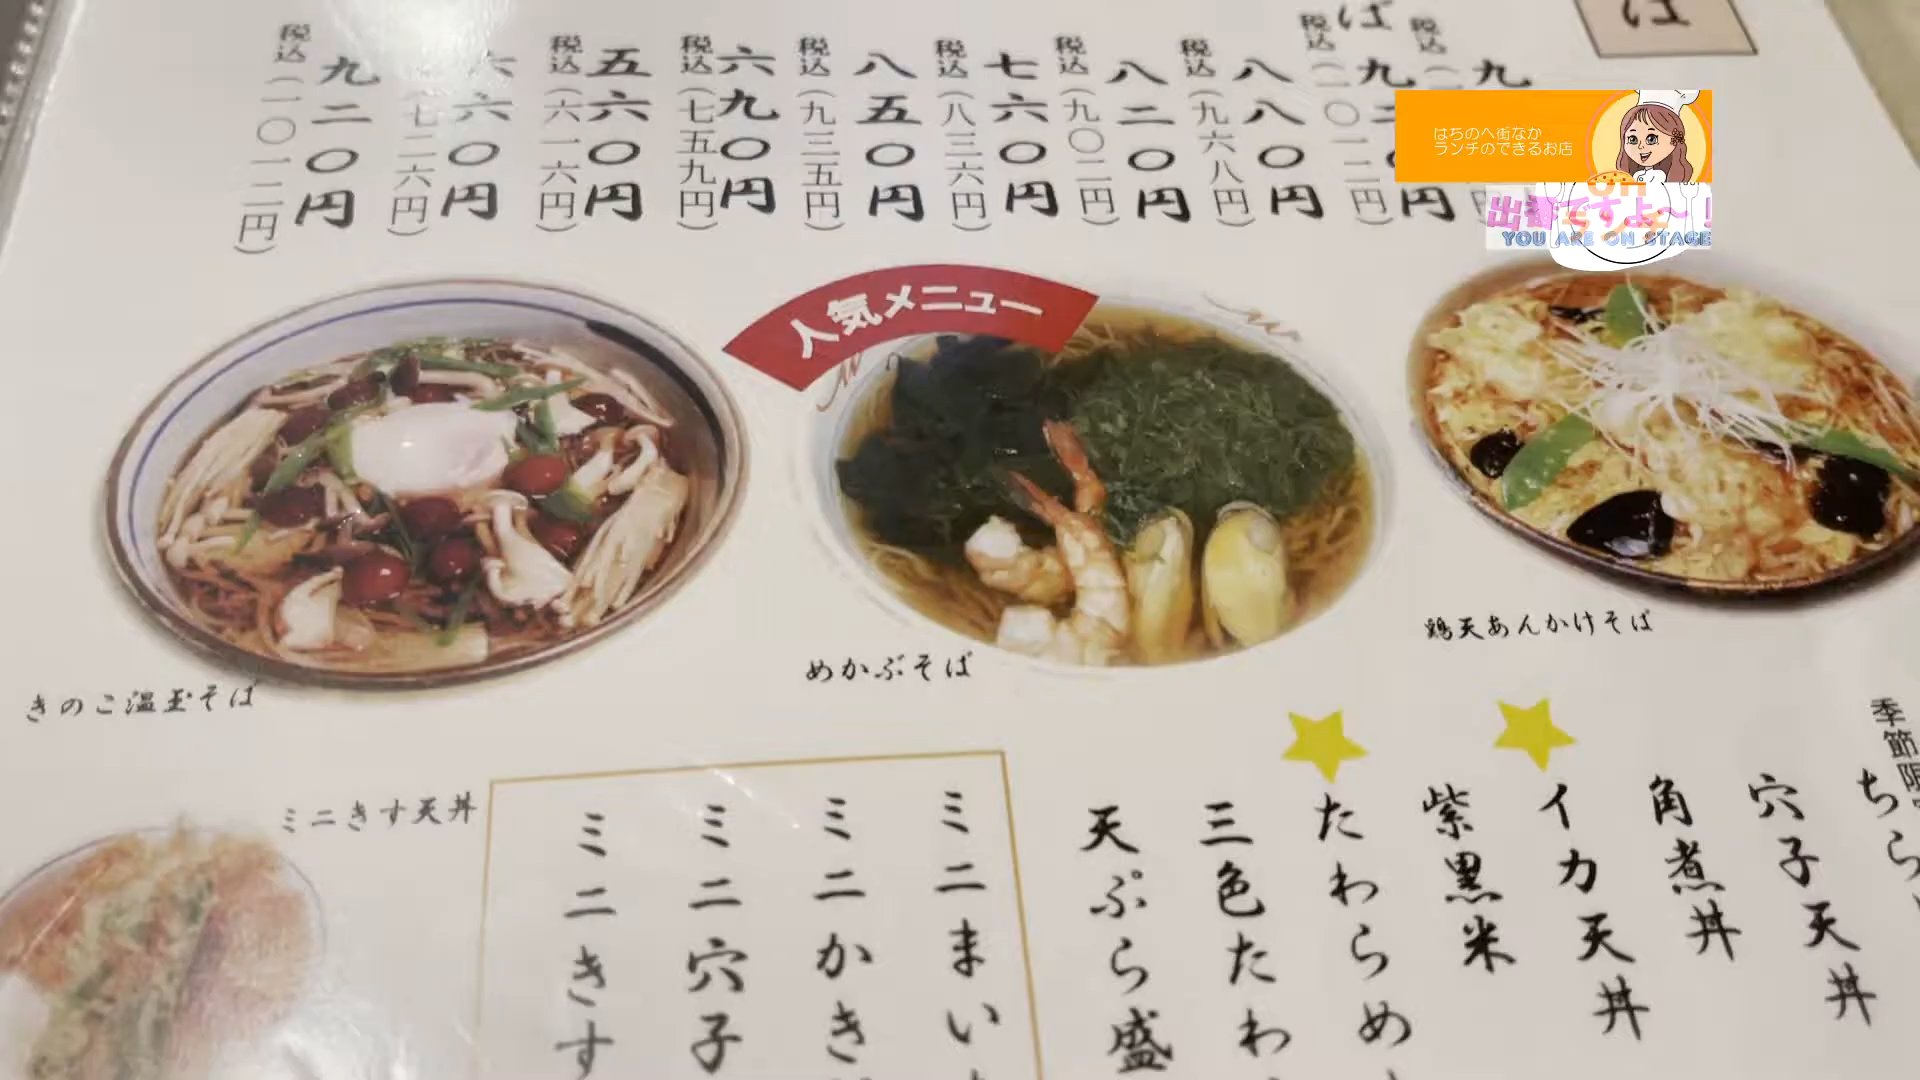 ば
九
税込
ば
九
税込(一〇一二円)
八八〇円
税込(九六八円)
八二〇円
税込(九〇二円)
七六〇円
税込(八三六円)
八五〇円
税込(九三五円)
六九〇円
税込(七五九円)
五六〇円
税込(六一六円)
六六〇円
七二六円)
九二〇円
税込(一〇一二円)
はちのへ街なか
ランチのできるお店
出番ですよ〜!
YOU ARE ON STAGE
人気メニュー
きのこ温玉そば
めかぶそば
鶏天あんかけそば
季節限
ちら
穴子天丼
角煮丼
イカ天丼
紫黒米
たわらめ
三色たわ
天ぷら盛
ミニまい
ミニかき
ミニ穴子
ミニきす
ミニきす天丼